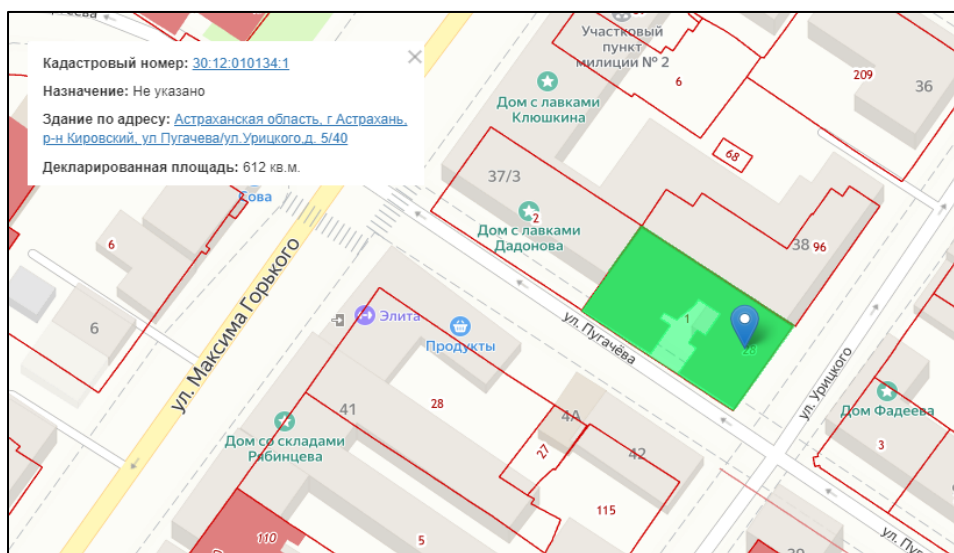 Кадастровый номер: 30:12:010134:1
Назначение: Не указано
Здание по адресу: Астраханская область, г Астрахань,
р-н Кировский, ул Пугачева/ул.Урицкого,д. 5/40
Декларированная площадь: 612 кв.м.
Участковый
пункт
милиции № 2
6
209
36
Дом с лавками
Клюшкина
68
37/3
2
Дом с лавками
Дадонова
38
96
Сова
6
ул. Максима Горького
6
Элита
Продукты
ул. Пугачёва
1
28
ул. Урицкого
Дом Фадеева
3
41
28
4А
42
27
Дом со складами
Рябинцева
115
110
5